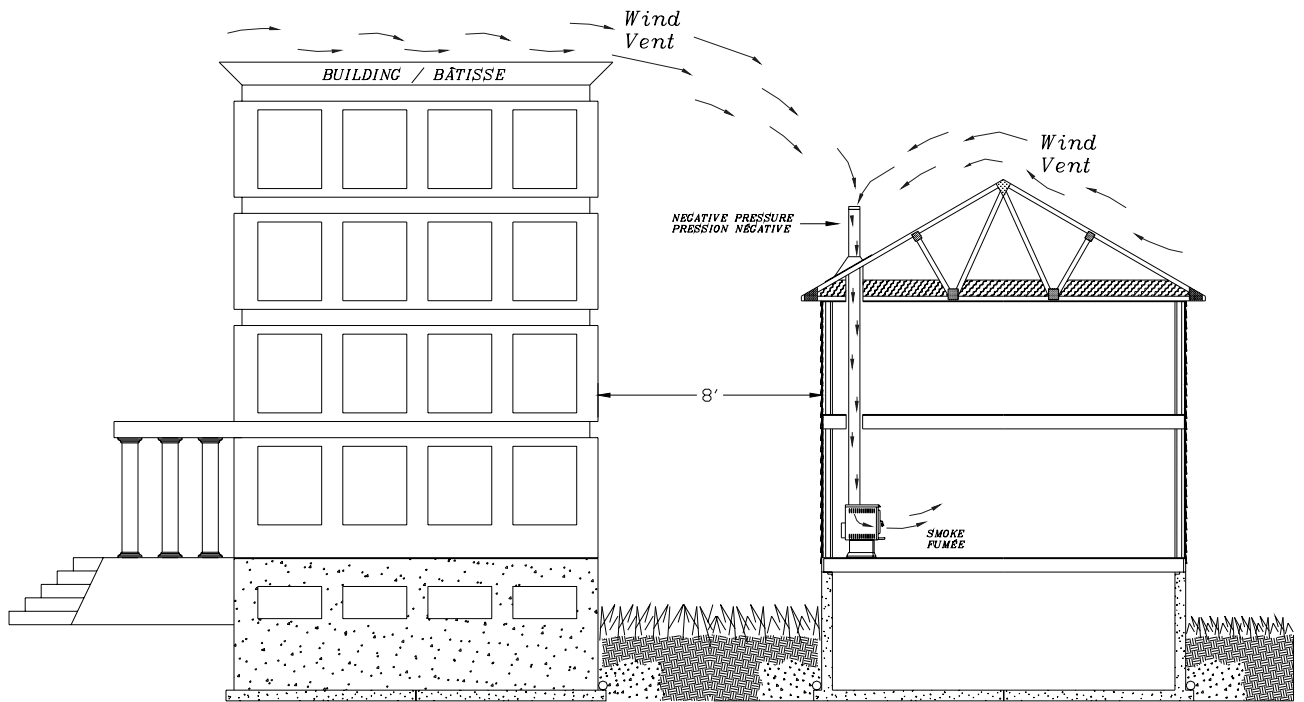 Wind
Vent
BUILDING / BÂTISSE
Wind
Vent
NEGATIVE PRESSURE
PRESSION NÉGATIVE
8'
SMOKE
FUMÉE